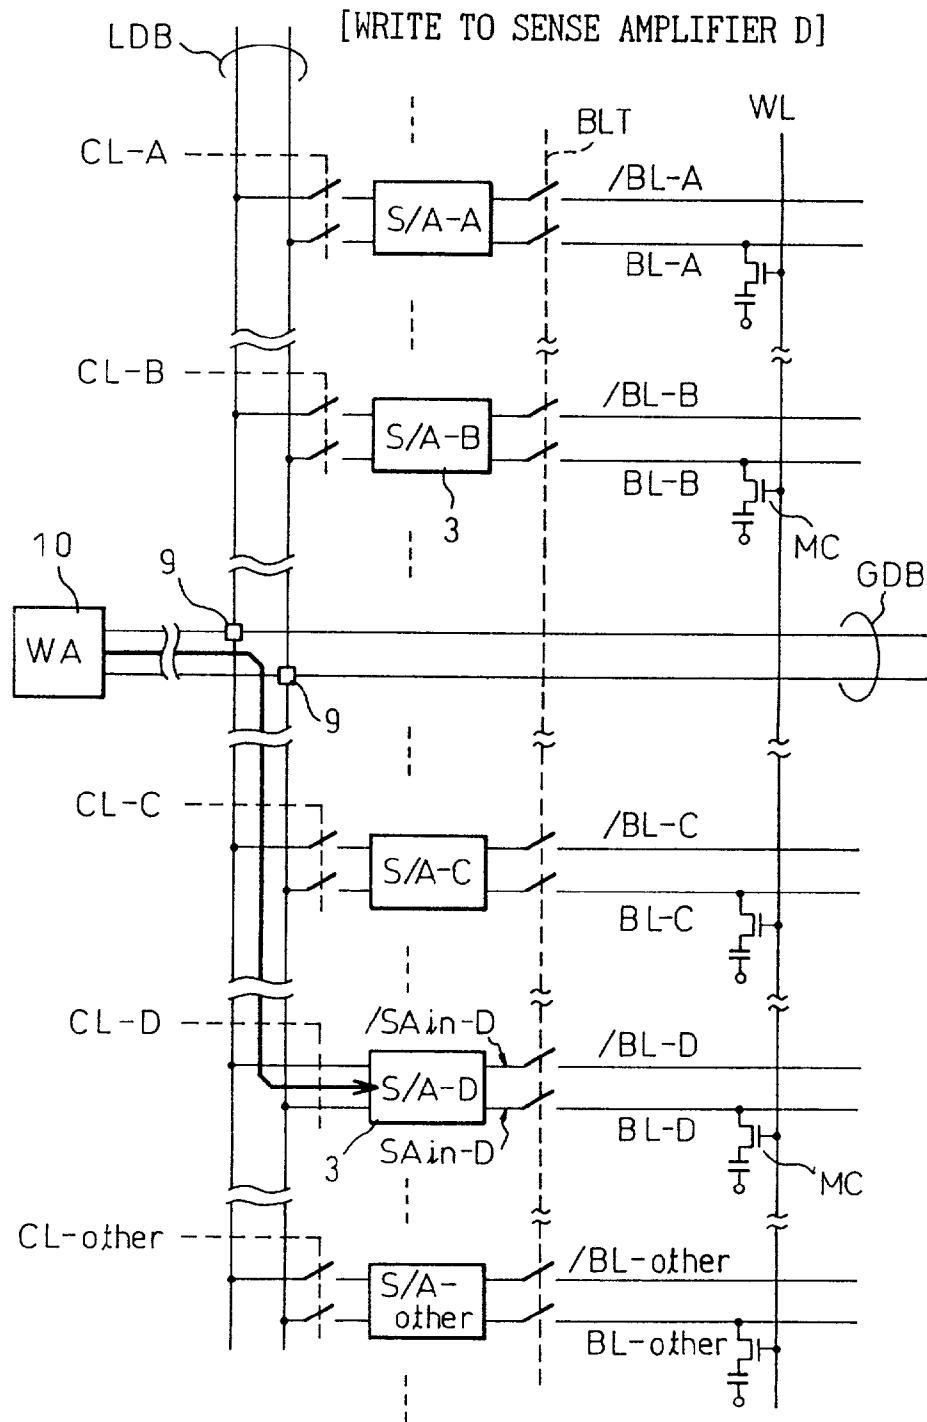 [WRITE TO SENSE AMPLIFIER D]
LDB
WL
BLT
CL-A
/BL-A
S/A-A
BL-A
CL-B
/BL-B
S/A-B
BL-B
3
MC
10
9
GDB
WA
9
CL-C
/BL-C
S/A-C
BL-C
CL-D
/SAin-D
/BL-D
S/A-D
BL-D
3
SAin-D
MC
CL-other
/BL-other
S/A-
other
BL-other